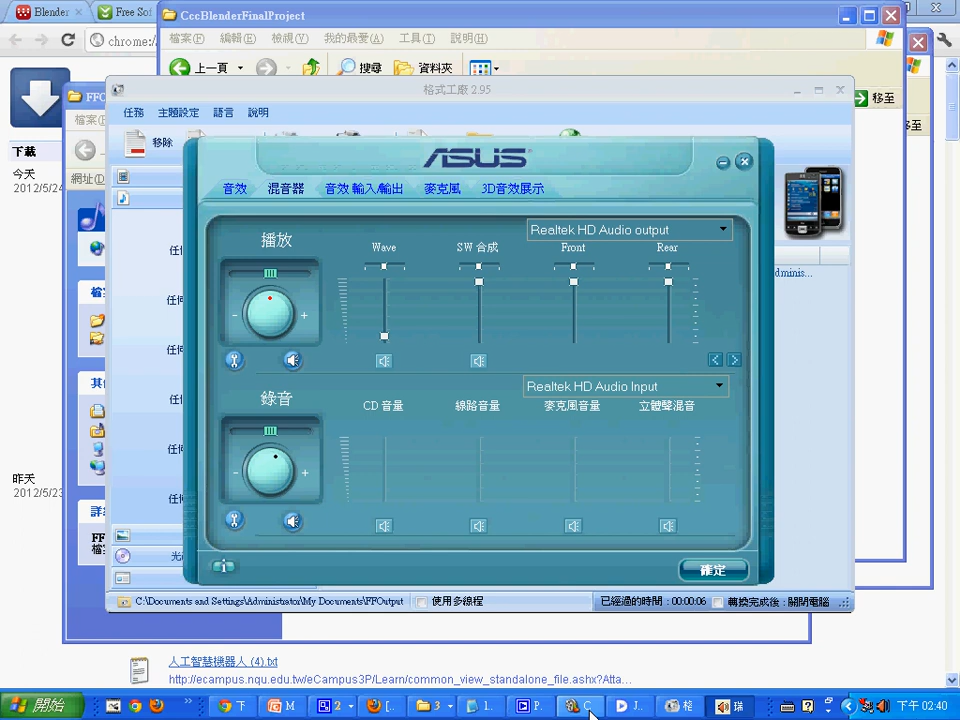 Blender
Free Sof
CccBlenderFinalProject
檔案(F) 編輯(E) 檢視(V) 我的最愛(A) 工具(T) 說明(H)
chrome:/
上一頁 搜尋 資料夾
移至
FFO
格式工廠 2.95
檔案(F
任務 主題設定 語言 說明
移至
移除
下載
今天
2012/5/24
網址(D)
ASUS
音效 混音器 音效 輸入/輸出 麥克風 3D音效展示
播放
Realtek HD Audio output
Wave SW 合成 Front Rear
dminis...
錄音
Realtek HD Audio Input
CD 音量 線路音量 麥克風音量 立體聲混音
昨天
2012/5/23
確定
C:\Documents and Settings\Administrator\My Documents\FFOutput 使用多線程 已經過的時間 : 00:00:06 轉換完成後 : 關閉電腦
人工智慧機器人 (4).txt
http://ecampus.nqu.edu.tw/eCampus3P/Learn/common_view_standalone_file.ashx?Atta...
開始 下 M 2 [.. 3 1.. P. C J.. 格 下午 02:40